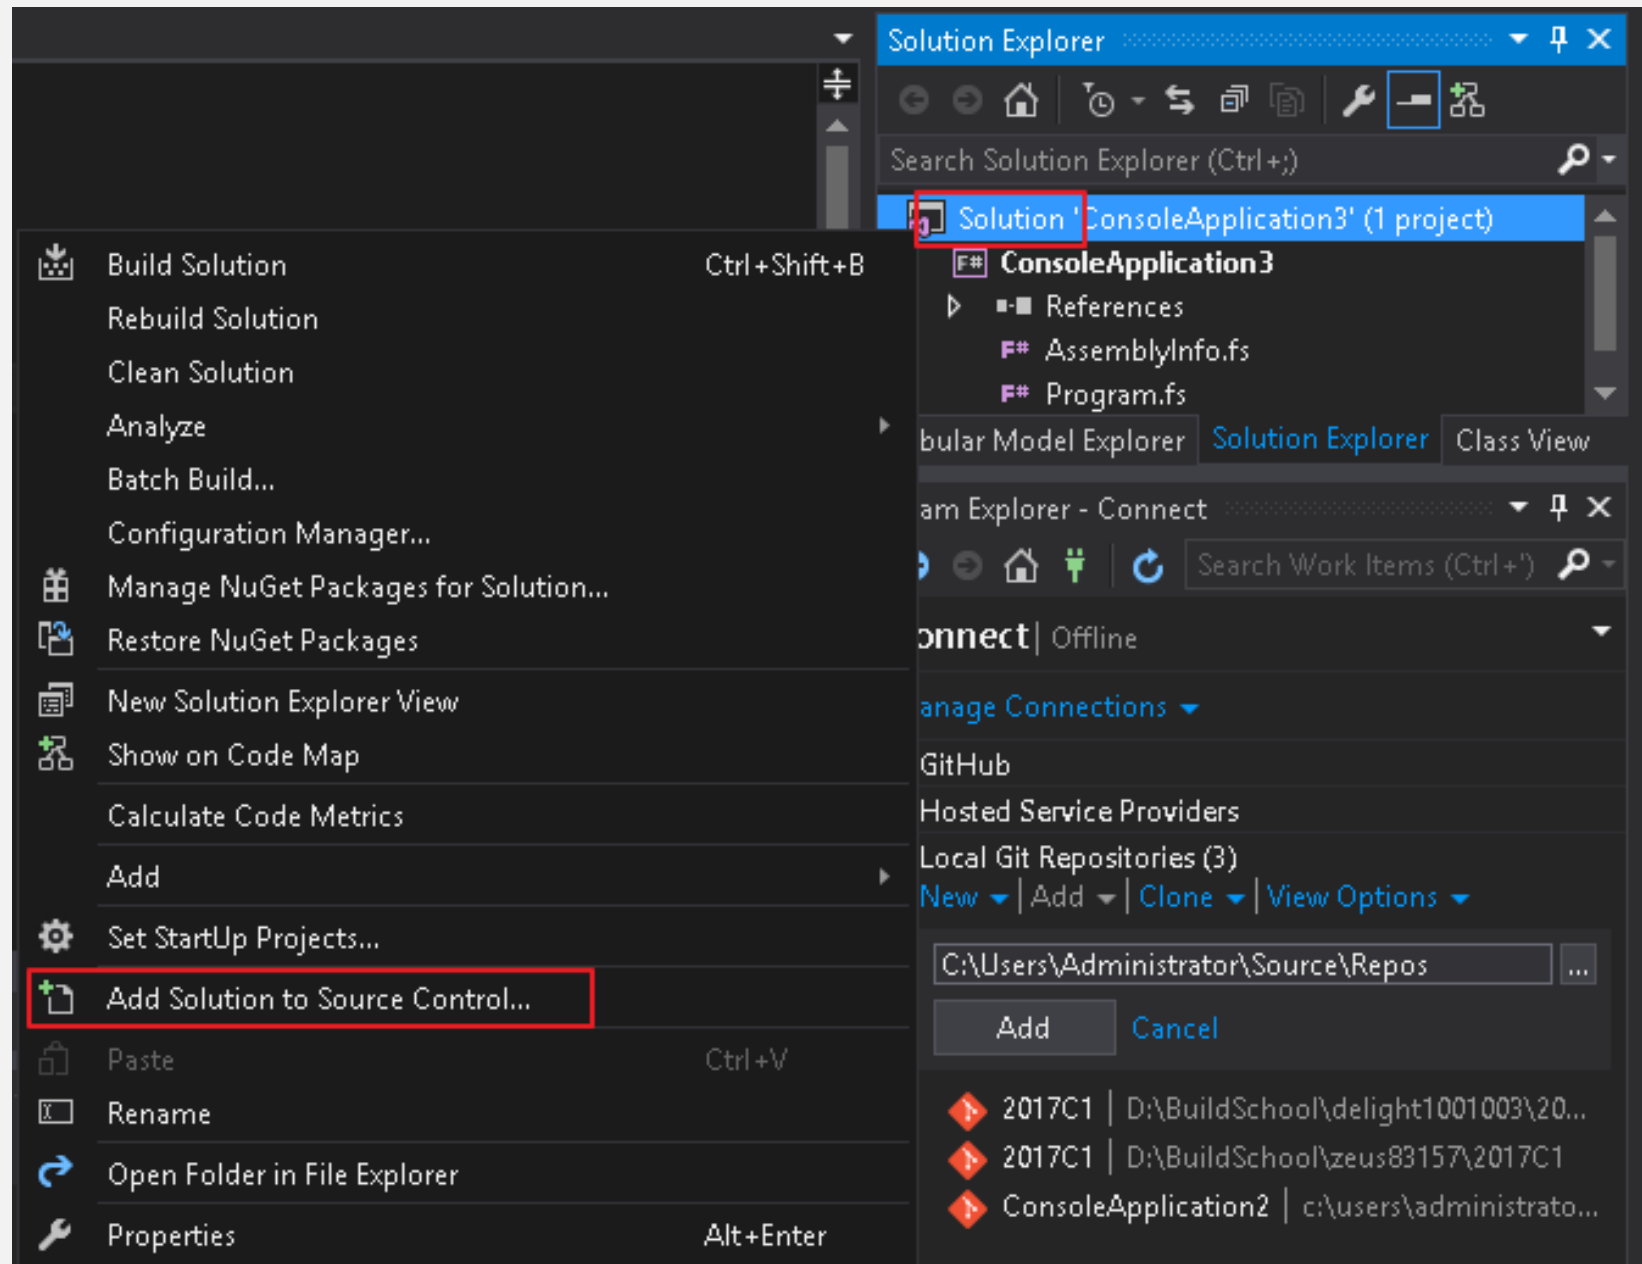 Solution Explorer
Search Solution Explorer (Ctrl+;)
Solution 'ConsoleApplication3' (1 project)
F# ConsoleApplication3
References
F# AssemblyInfo.fs
F# Program.fs
bular Model Explorer Solution Explorer Class View
Build Solution Ctrl+Shift+B
Rebuild Solution
Clean Solution
Analyze
Batch Build...
Configuration Manager...
Manage NuGet Packages for Solution...
Restore NuGet Packages
New Solution Explorer View
Show on Code Map
Calculate Code Metrics
Add
Set StartUp Projects...
Add Solution to Source Control...
Paste Ctrl+V
Rename
Open Folder in File Explorer
Properties Alt+Enter
am Explorer - Connect
Search Work Items (Ctrl+')
onnect | Offline
anage Connections
GitHub
Hosted Service Providers
Local Git Repositories (3)
New | Add | Clone | View Options
C:\Users\Administrator\Source\Repos ...
Add Cancel
2017C1 | D:\BuildSchool\delight1001003\20...
2017C1 | D:\BuildSchool\zeus83157\2017C1
ConsoleApplication2 | c:\users\administrato...